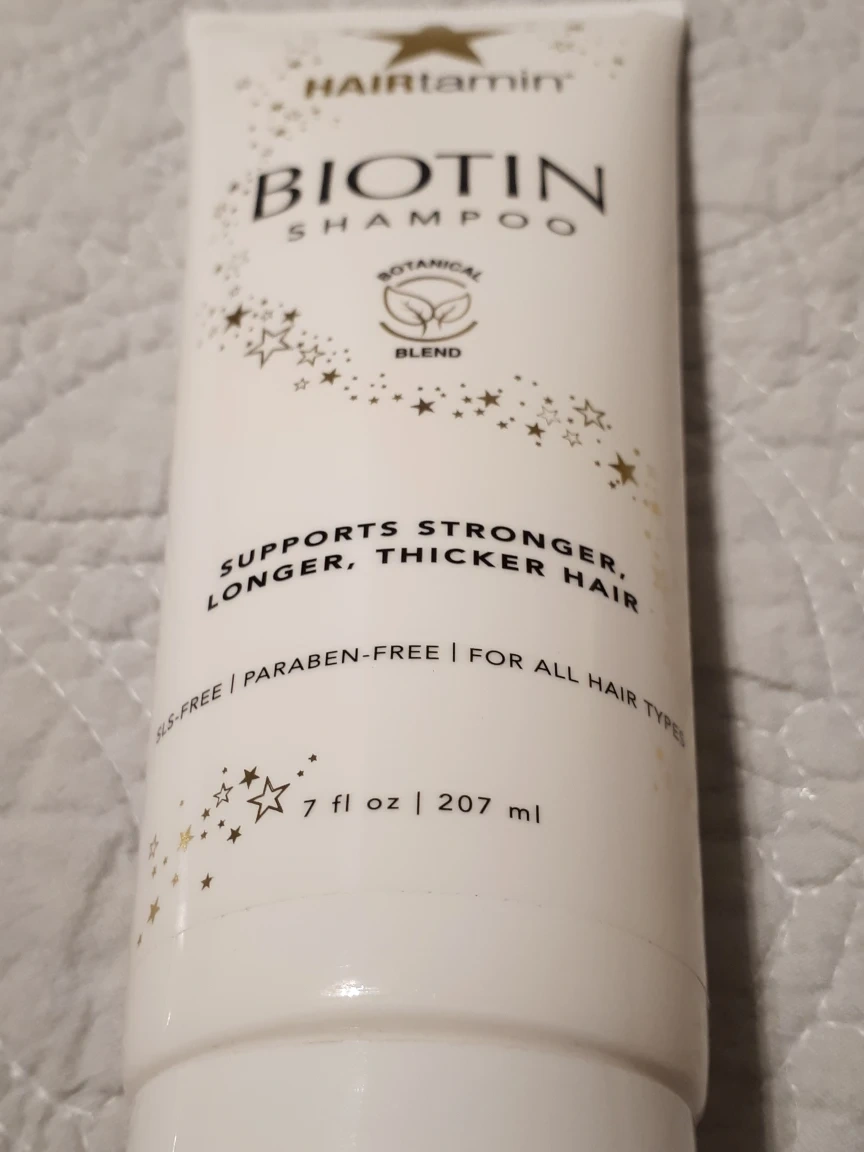 HAIRtamin
BIOTIN
SHAMPOO
BOTANICAL
BLEND
SUPPORTS STRONGER,
LONGER, THICKER HAIR
SLS-FREE | PARABEN-FREE | FOR ALL HAIR TYPES
7 fl oz | 207 ml